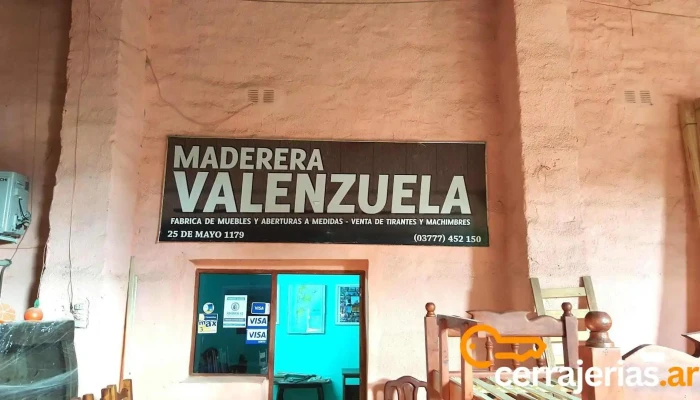 MADERERA
VALENZUELA
FABRICA DE MUEBLES Y ABERTURAS A MEDIDAS - VENTA DE TIRANTES Y MACHIMBRES
25 DE MAYO 1179 (03777) 452 150
VISA
VISA
VISA
cerrajerias.ar